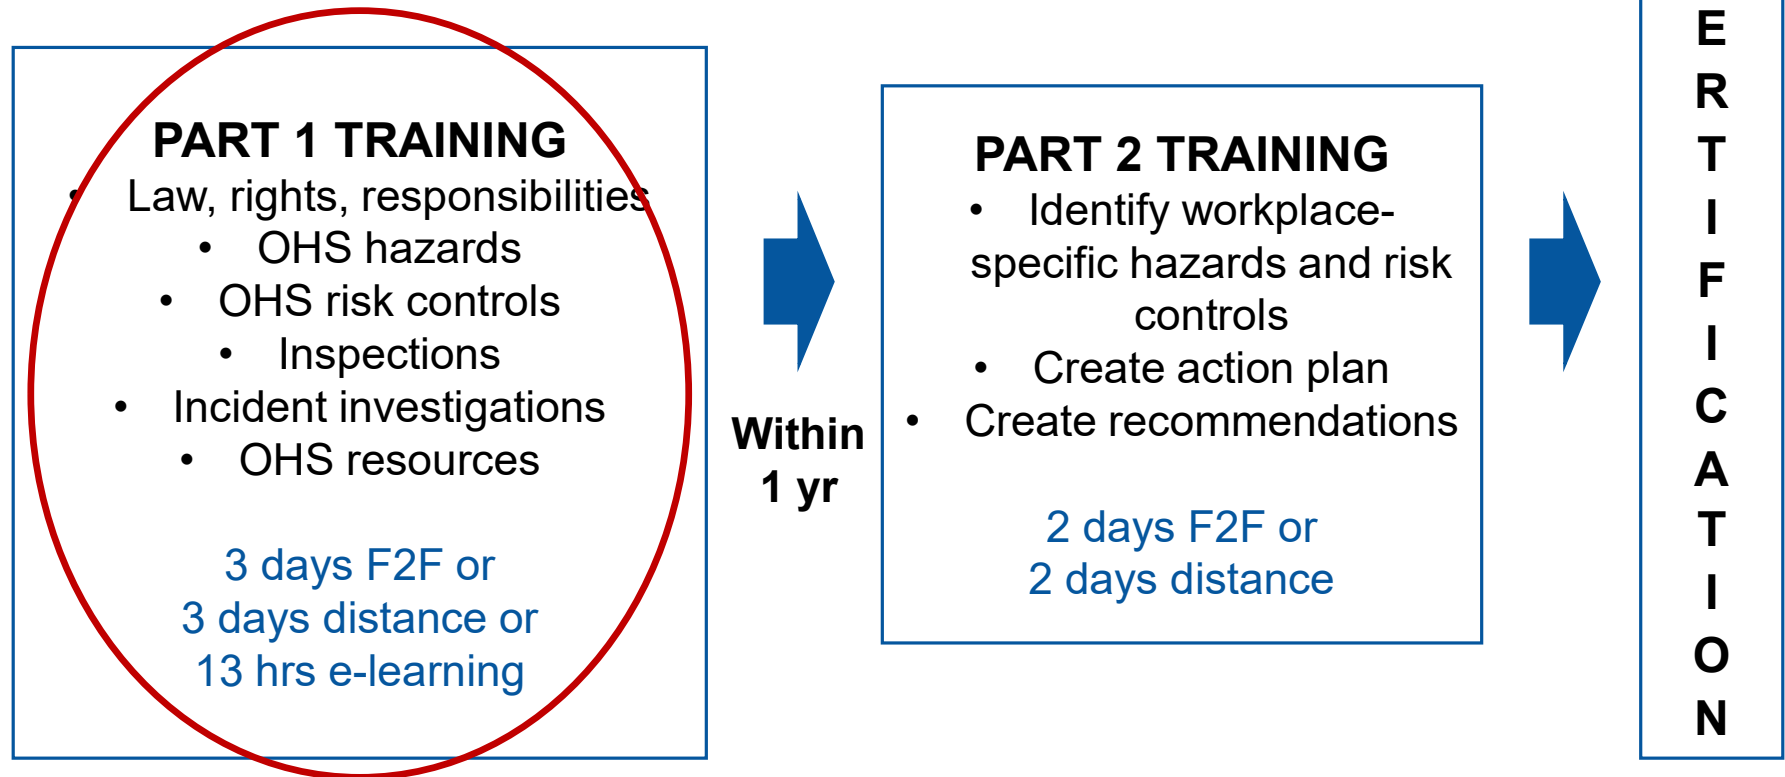 PART 1 TRAINING
• Law, rights, responsibilities
• OHS hazards
• OHS risk controls
• Inspections
• Incident investigations
• OHS resources
3 days F2F or
3 days distance or
13 hrs e-learning
Within
1 yr
PART 2 TRAINING
• Identify workplace-
specific hazards and risk
controls
• Create action plan
• Create recommendations
2 days F2F or
2 days distance
E
R
T
I
F
I
C
A
T
I
O
N